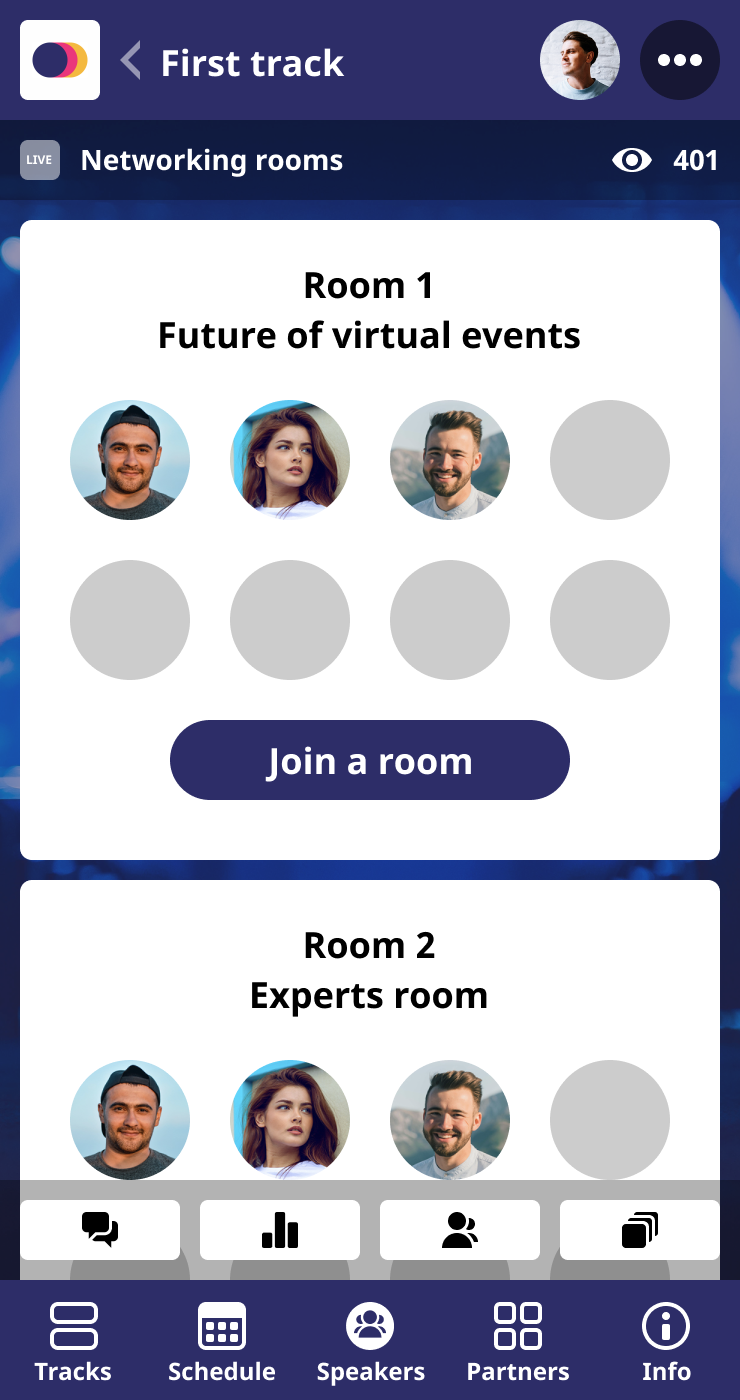 First track
LIVE
Networking rooms
401
Room 1
Future of virtual events
Join a room
Room 2
Experts room
Tracks
Schedule
Speakers
Partners
Info